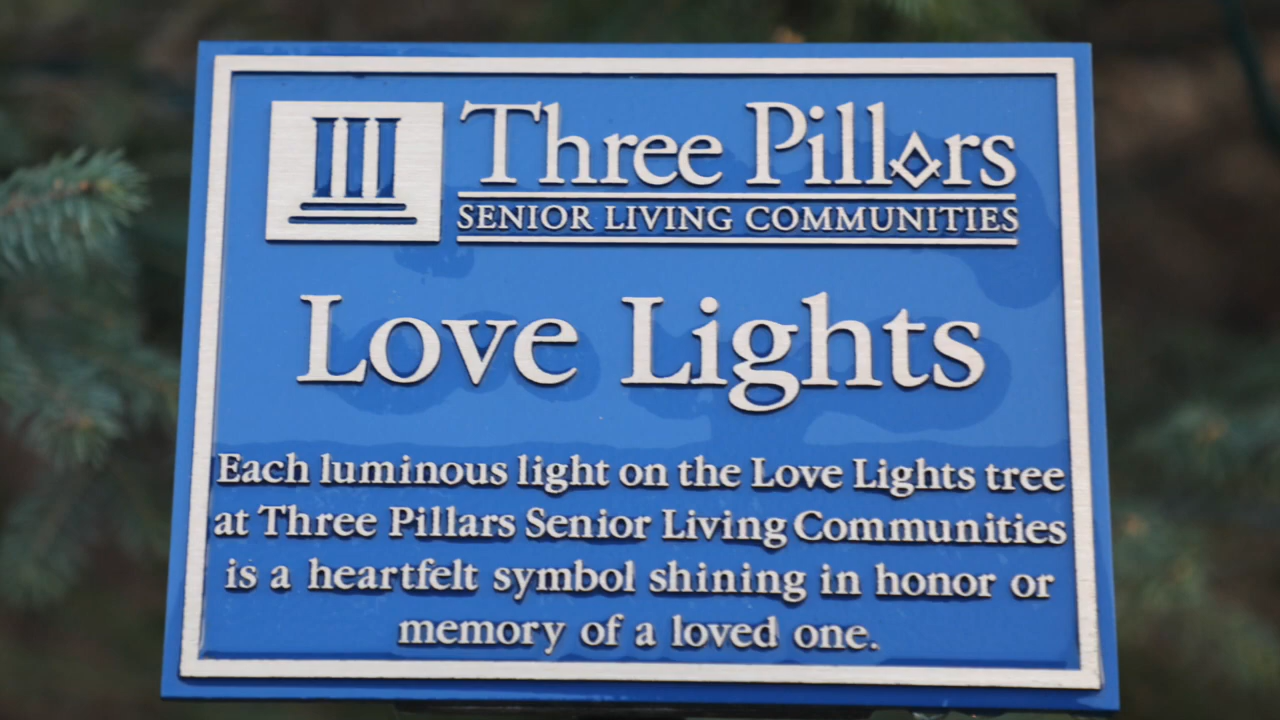 Three Pillars
SENIOR LIVING COMMUNITIES
Love Lights
Each luminous light on the Love Lights tree
at Three Pillars Senior Living Communities
is a heartfelt symbol shining in honor or
memory of a loved one.